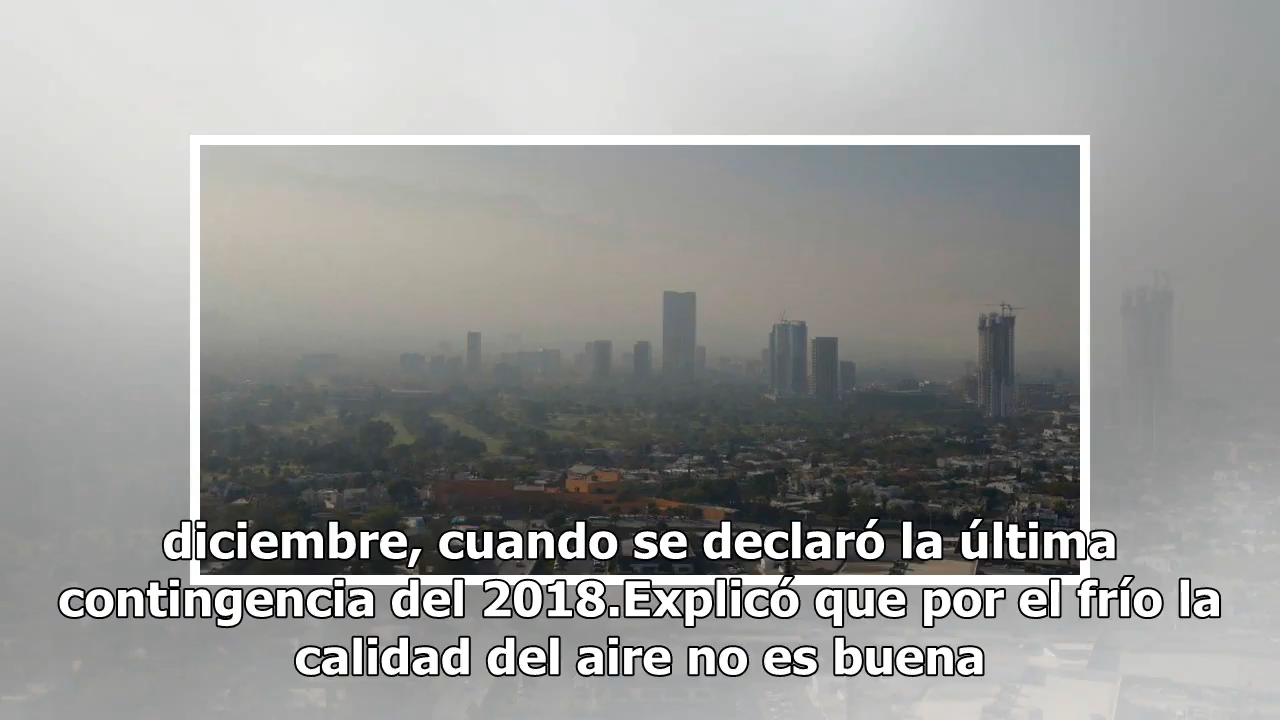 diciembre, cuando se declaró la última
contingencia del 2018.Explicó que por el frío la
calidad del aire no es buena